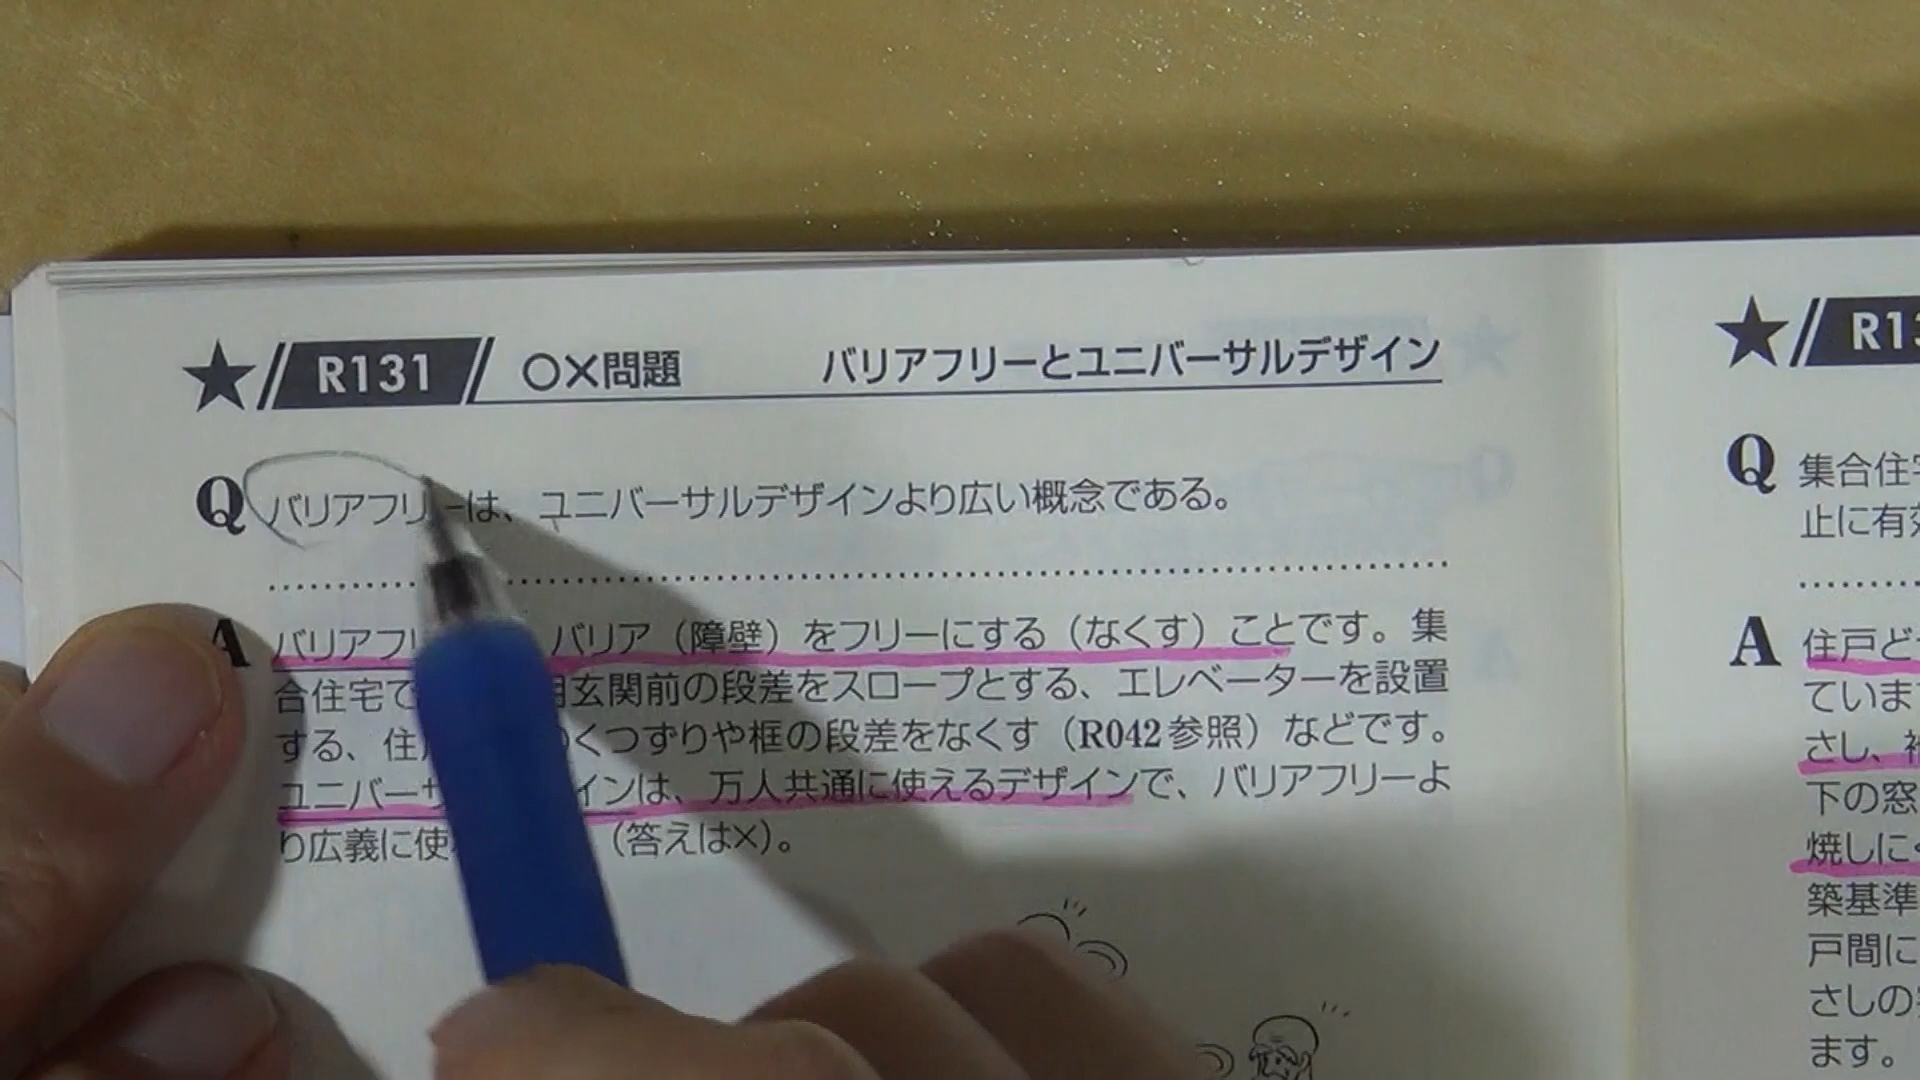 ★ R131 ○×問題 バリアフリーとユニバーサルデザイン
Q バリアフリーは、ユニバーサルデザインより広い概念である。
A バリアフ バリア（障壁）をフリーにする（なくす）ことです。集
合住宅で 玄関前の段差をスロープとする、エレベーターを設置
する、住 くつずりや框の段差をなくす（R042参照）などです。
ユニバーサ インは、万人共通に使えるデザインで、バリアフリーよ
り広義に使 （答えは×）。
★ R13
Q 集合住宅
止に有効
A 住戸ど
ていま
さし、
下の窓
焼しに
築基準
戸間に
さしの
ます。